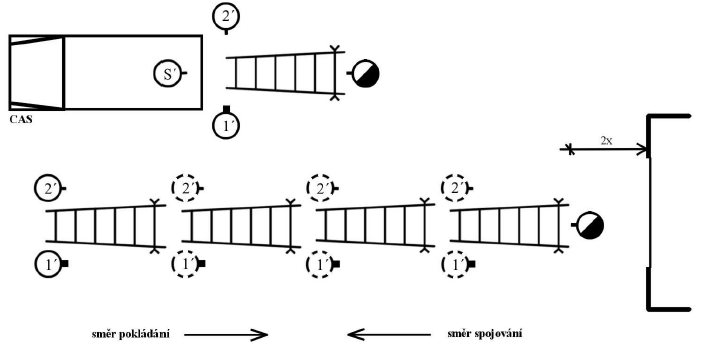 2´
S´
1´
CAS
2x
2´ 2´ 2´ 2´
1´ 1´ 1´ 1´
směr pokládání směr spojování